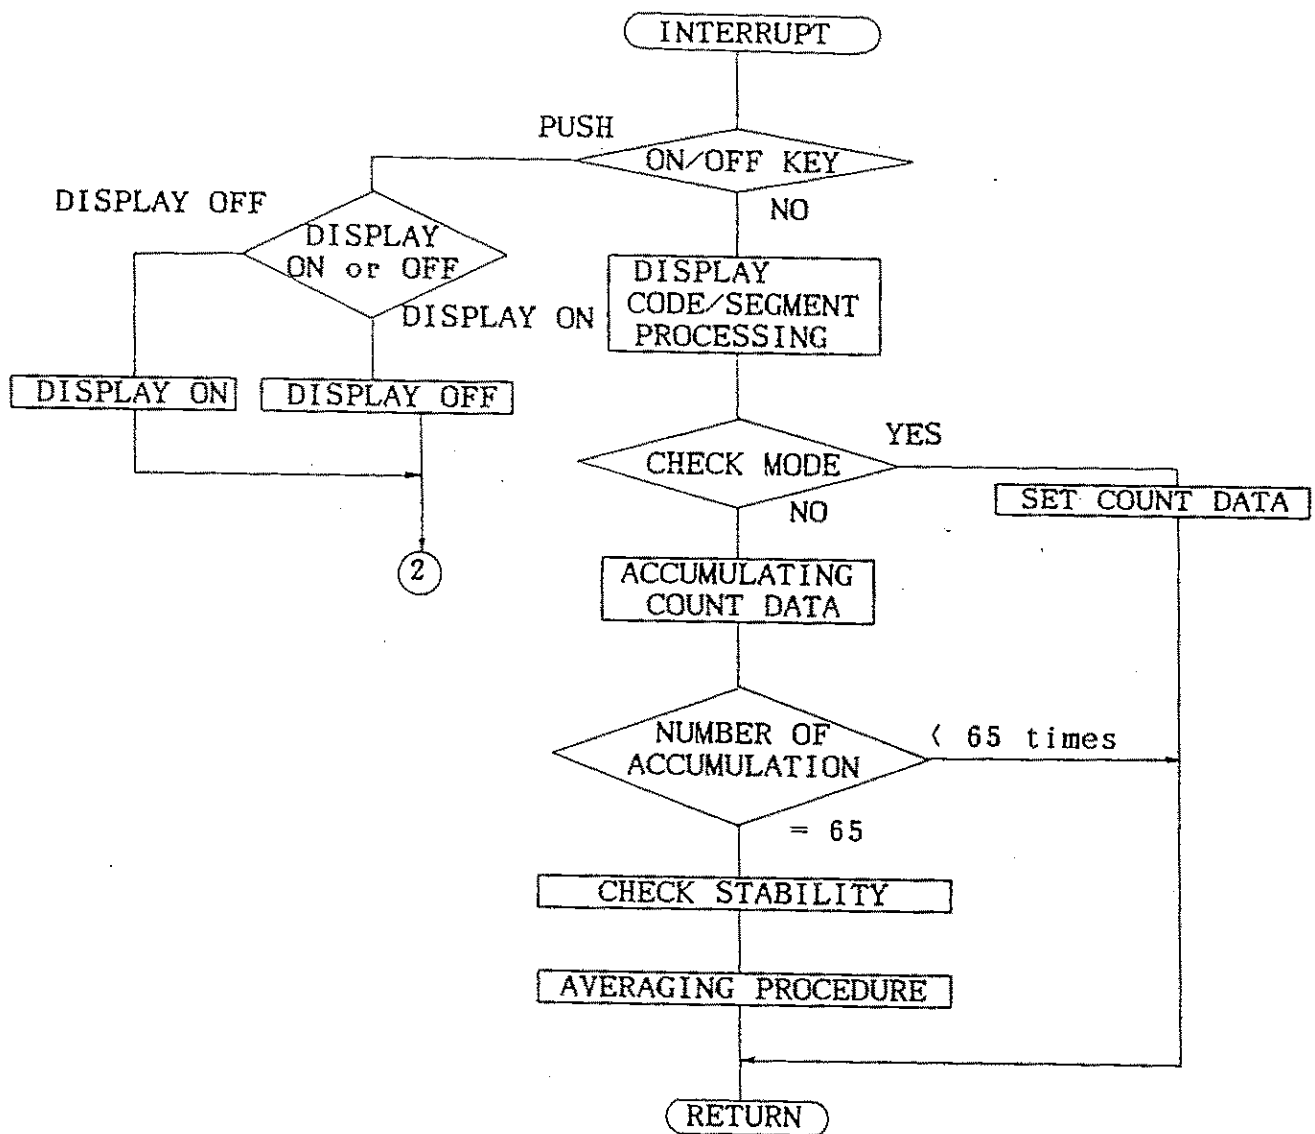 INTERRUPT
PUSH
ON/OFF KEY
NO
DISPLAY OFF
DISPLAY
ON or OFF
DISPLAY ON
DISPLAY
CODE/SEGMENT
PROCESSING
DISPLAY ON
DISPLAY OFF
CHECK MODE
YES
NO
SET COUNT DATA
2
ACCUMULATING
COUNT DATA
NUMBER OF
ACCUMULATION
< 65 times
= 65
CHECK STABILITY
AVERAGING PROCEDURE
RETURN